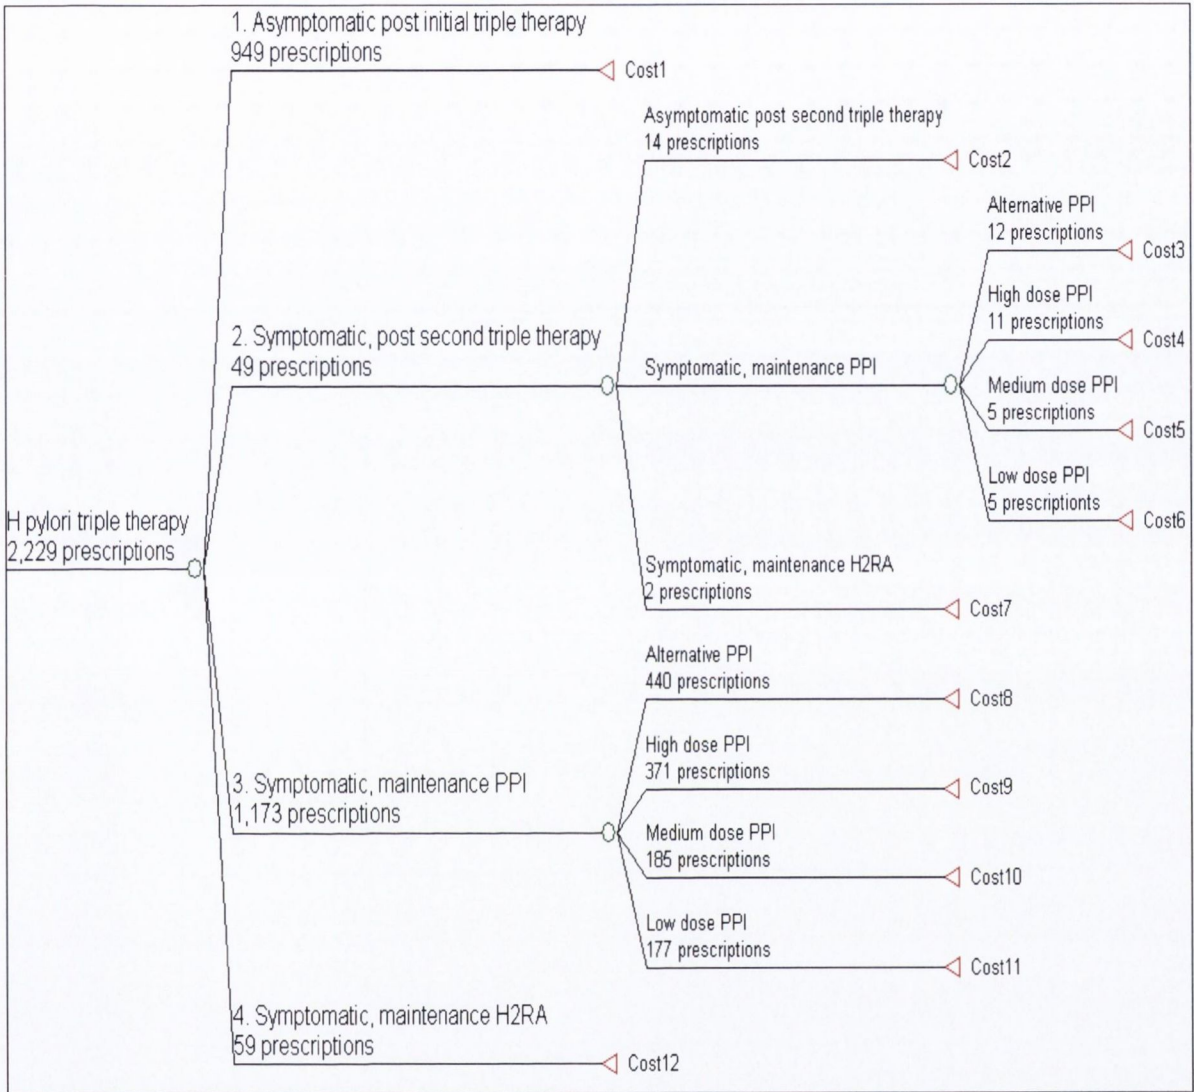 1. Asymptomatic post initial triple therapy
949 prescriptions
Cost1
Asymptomatic post second triple therapy
14 prescriptions
Cost2
Alternative PPI
12 prescriptions
Cost3
High dose PPI
11 prescriptions
Cost4
2. Symptomatic, post second triple therapy
49 prescriptions
Symptomatic, maintenance PPI
Medium dose PPI
5 prescriptions
Cost5
Low dose PPI
5 prescriptionts
Cost6
H pylori triple therapy
2,229 prescriptions
Symptomatic, maintenance H2RA
2 prescriptions
Cost7
Alternative PPI
440 prescriptions
Cost8
High dose PPI
371 prescriptions
Cost9
3. Symptomatic, maintenance PPI
1,173 prescriptions
Medium dose PPI
185 prescriptions
Cost10
Low dose PPI
177 prescriptions
Cost11
4. Symptomatic, maintenance H2RA
59 prescriptions
Cost12